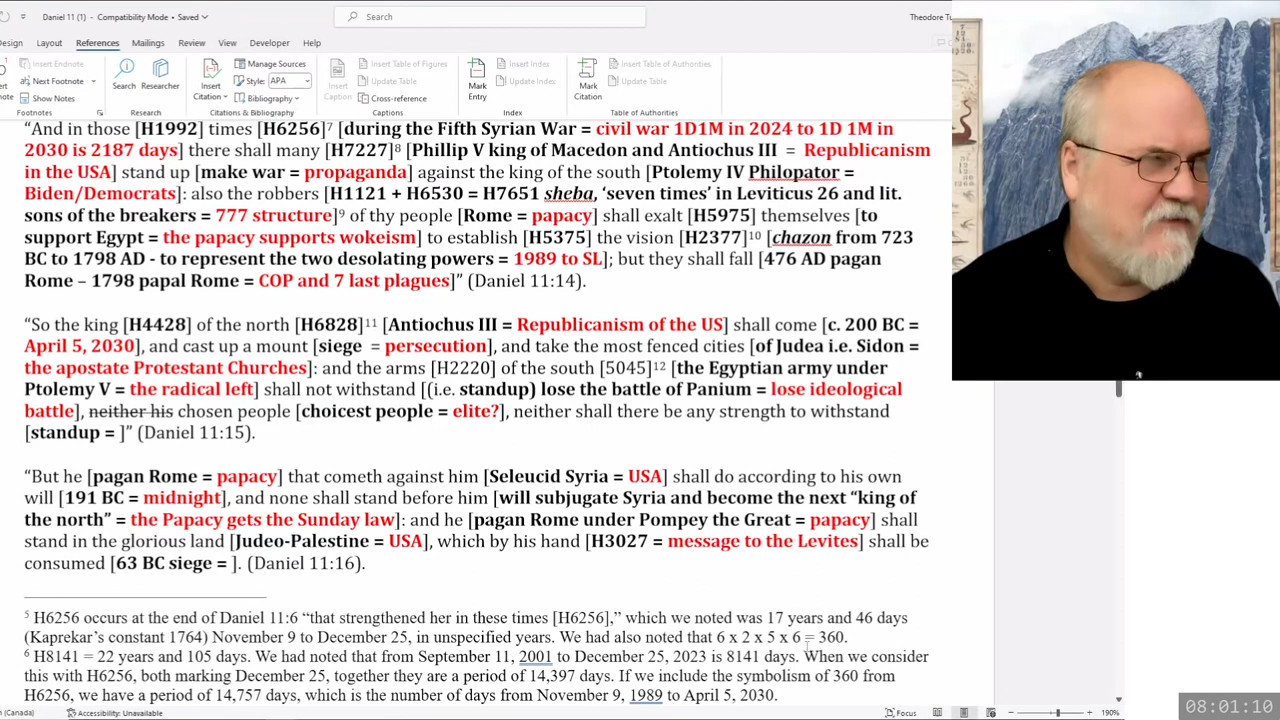 Daniel 11 (1) - Compatibility Mode • Saved
Search
Theodore Tu
Design Layout References Mailings Review View Developer Help
Insert Endnote
Next Footnote
Show Notes
Footnotes
Search
Researcher
Research
Insert
Citation
Manage Sources
Style: APA
Bibliography
Citations & Bibliography
Insert
Caption
Insert Table of Figures
Update Table
Cross-reference
Captions
Mark
Entry
Insert Index
Update Index
Index
Mark
Citation
Insert Table of Authorities
Update Table
Table of Authorities
“And in those [H1992] times [H6256]7 [during the Fifth Syrian War = civil war 1D1M in 2024 to 1D 1M in
2030 is 2187 days] there shall many [H7227]8 [Phillip V king of Macedon and Antiochus III = Republicanism
in the USA] stand up [make war = propaganda] against the king of the south [Ptolemy IV Philopator =
Biden/Democrats]: also the robbers [H1121 + H6530 = H7651 sheba, ‘seven times’ in Leviticus 26 and lit.
sons of the breakers = 777 structure]9 of thy people [Rome = papacy] shall exalt [H5975] themselves [to
support Egypt = the papacy supports wokeism] to establish [H5375] the vision [H2377]10 [chazon from 723
BC to 1798 AD - to represent the two desolating powers = 1989 to SL]; but they shall fall [476 AD pagan
Rome – 1798 papal Rome = COP and 7 last plagues]” (Daniel 11:14).
“So the king [H4428] of the north [H6828]11 [Antiochus III = Republicanism of the US] shall come [c. 200 BC =
April 5, 2030], and cast up a mount [siege = persecution], and take the most fenced cities [of Judea i.e. Sidon =
the apostate Protestant Churches]: and the arms [H2220] of the south [5045]12 [the Egyptian army under
Ptolemy V = the radical left] shall not withstand [(i.e. standup) lose the battle of Panium = lose ideological
battle], neither his chosen people [choicest people = elite?], neither shall there be any strength to withstand
[standup = ]” (Daniel 11:15).
“But he [pagan Rome = papacy] that cometh against him [Seleucid Syria = USA] shall do according to his own
will [191 BC = midnight], and none shall stand before him [will subjugate Syria and become the next “king of
the north” = the Papacy gets the Sunday law]: and he [pagan Rome under Pompey the Great = papacy] shall
stand in the glorious land [Judeo-Palestine = USA], which by his hand [H3027 = message to the Levites] shall be
consumed [63 BC siege = ]. (Daniel 11:16).
5 H6256 occurs at the end of Daniel 11:6 “that strengthened her in these times [H6256],” which we noted was 17 years and 46 days
(Kaprekar’s constant 1764) November 9 to December 25, in unspecified years. We had also noted that 6 x 2 x 5 x 6 = 360.
6 H8141 = 22 years and 105 days. We had noted that from September 11, 2001 to December 25, 2023 is 8141 days. When we consider
this with H6256, both marking December 25, together they are a period of 14,397 days. If we include the symbolism of 360 from
H6256, we have a period of 14,757 days, which is the number of days from November 9, 1989 to April 5, 2030.
(Canada) Accessibility: Unavailable
Focus
190%
08:01:10